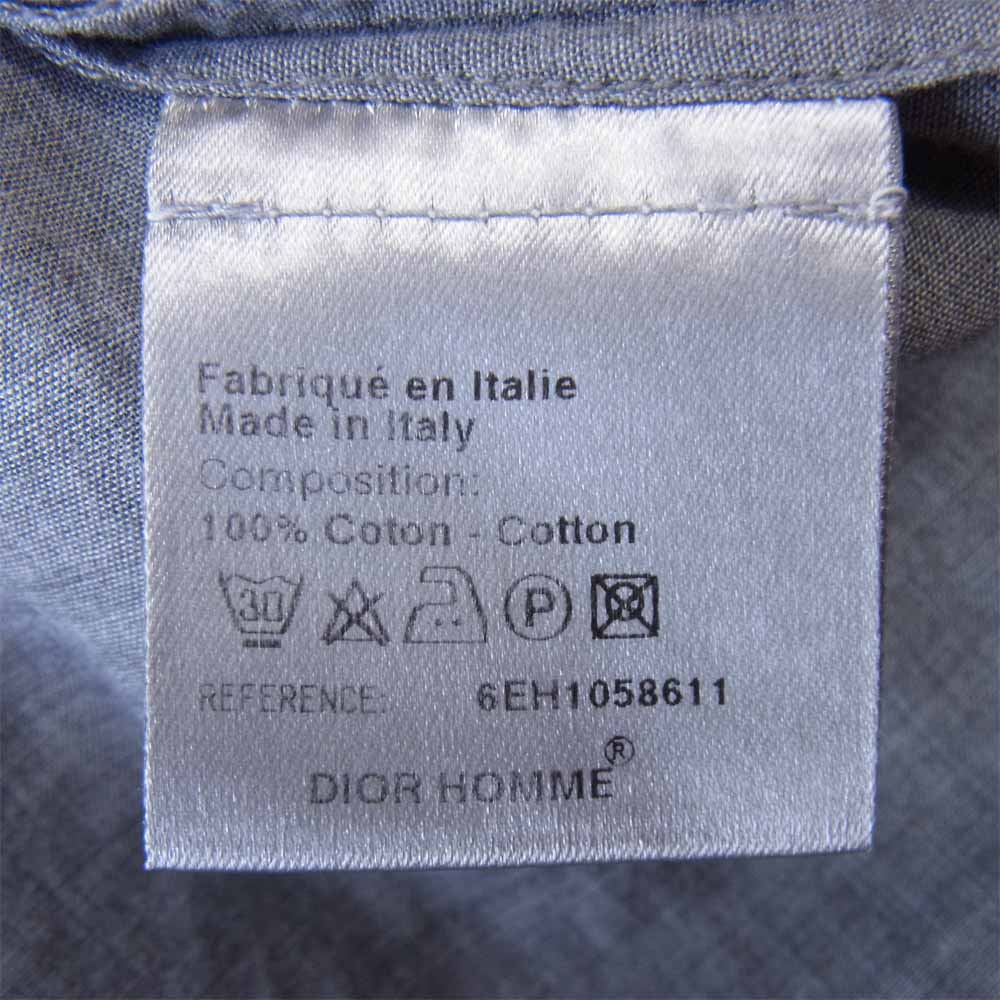 Fabriqué en Italie
Made in Italy
Composition:
100% Coton - Cotton
30 P
REFERENCE: 6EH1058611
DIOR HOMME®